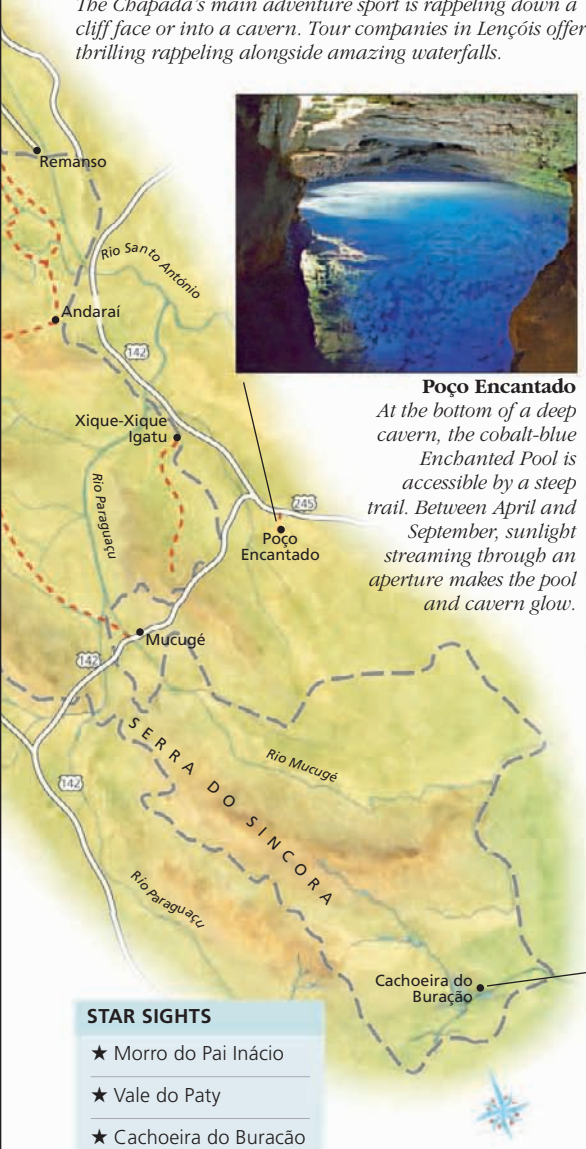 The Chapada's main adventure sport is rappeling down a
cliff face or into a cavern. Tour companies in Lençóis offer
thrilling rappeling alongside amazing waterfalls.
Remanso
Rio Santo António
Andaraí
142
Poço Encantado
At the bottom of a deep
cavern, the cobalt-blue
Enchanted Pool is
accessible by a steep
trail. Between April and
September, sunlight
streaming through an
aperture makes the pool
and cavern glow.
Xique-Xique
Igatu
Rio Paraguaçu
245
Poço
Encantado
Mucugé
142
SERRA DO SINCORA
Rio Mucugé
142
Rio Paraguaçu
Cachoeira do
Buração
STAR SIGHTS
★ Morro do Pai Inácio
★ Vale do Paty
★ Cachoeira do Buracão